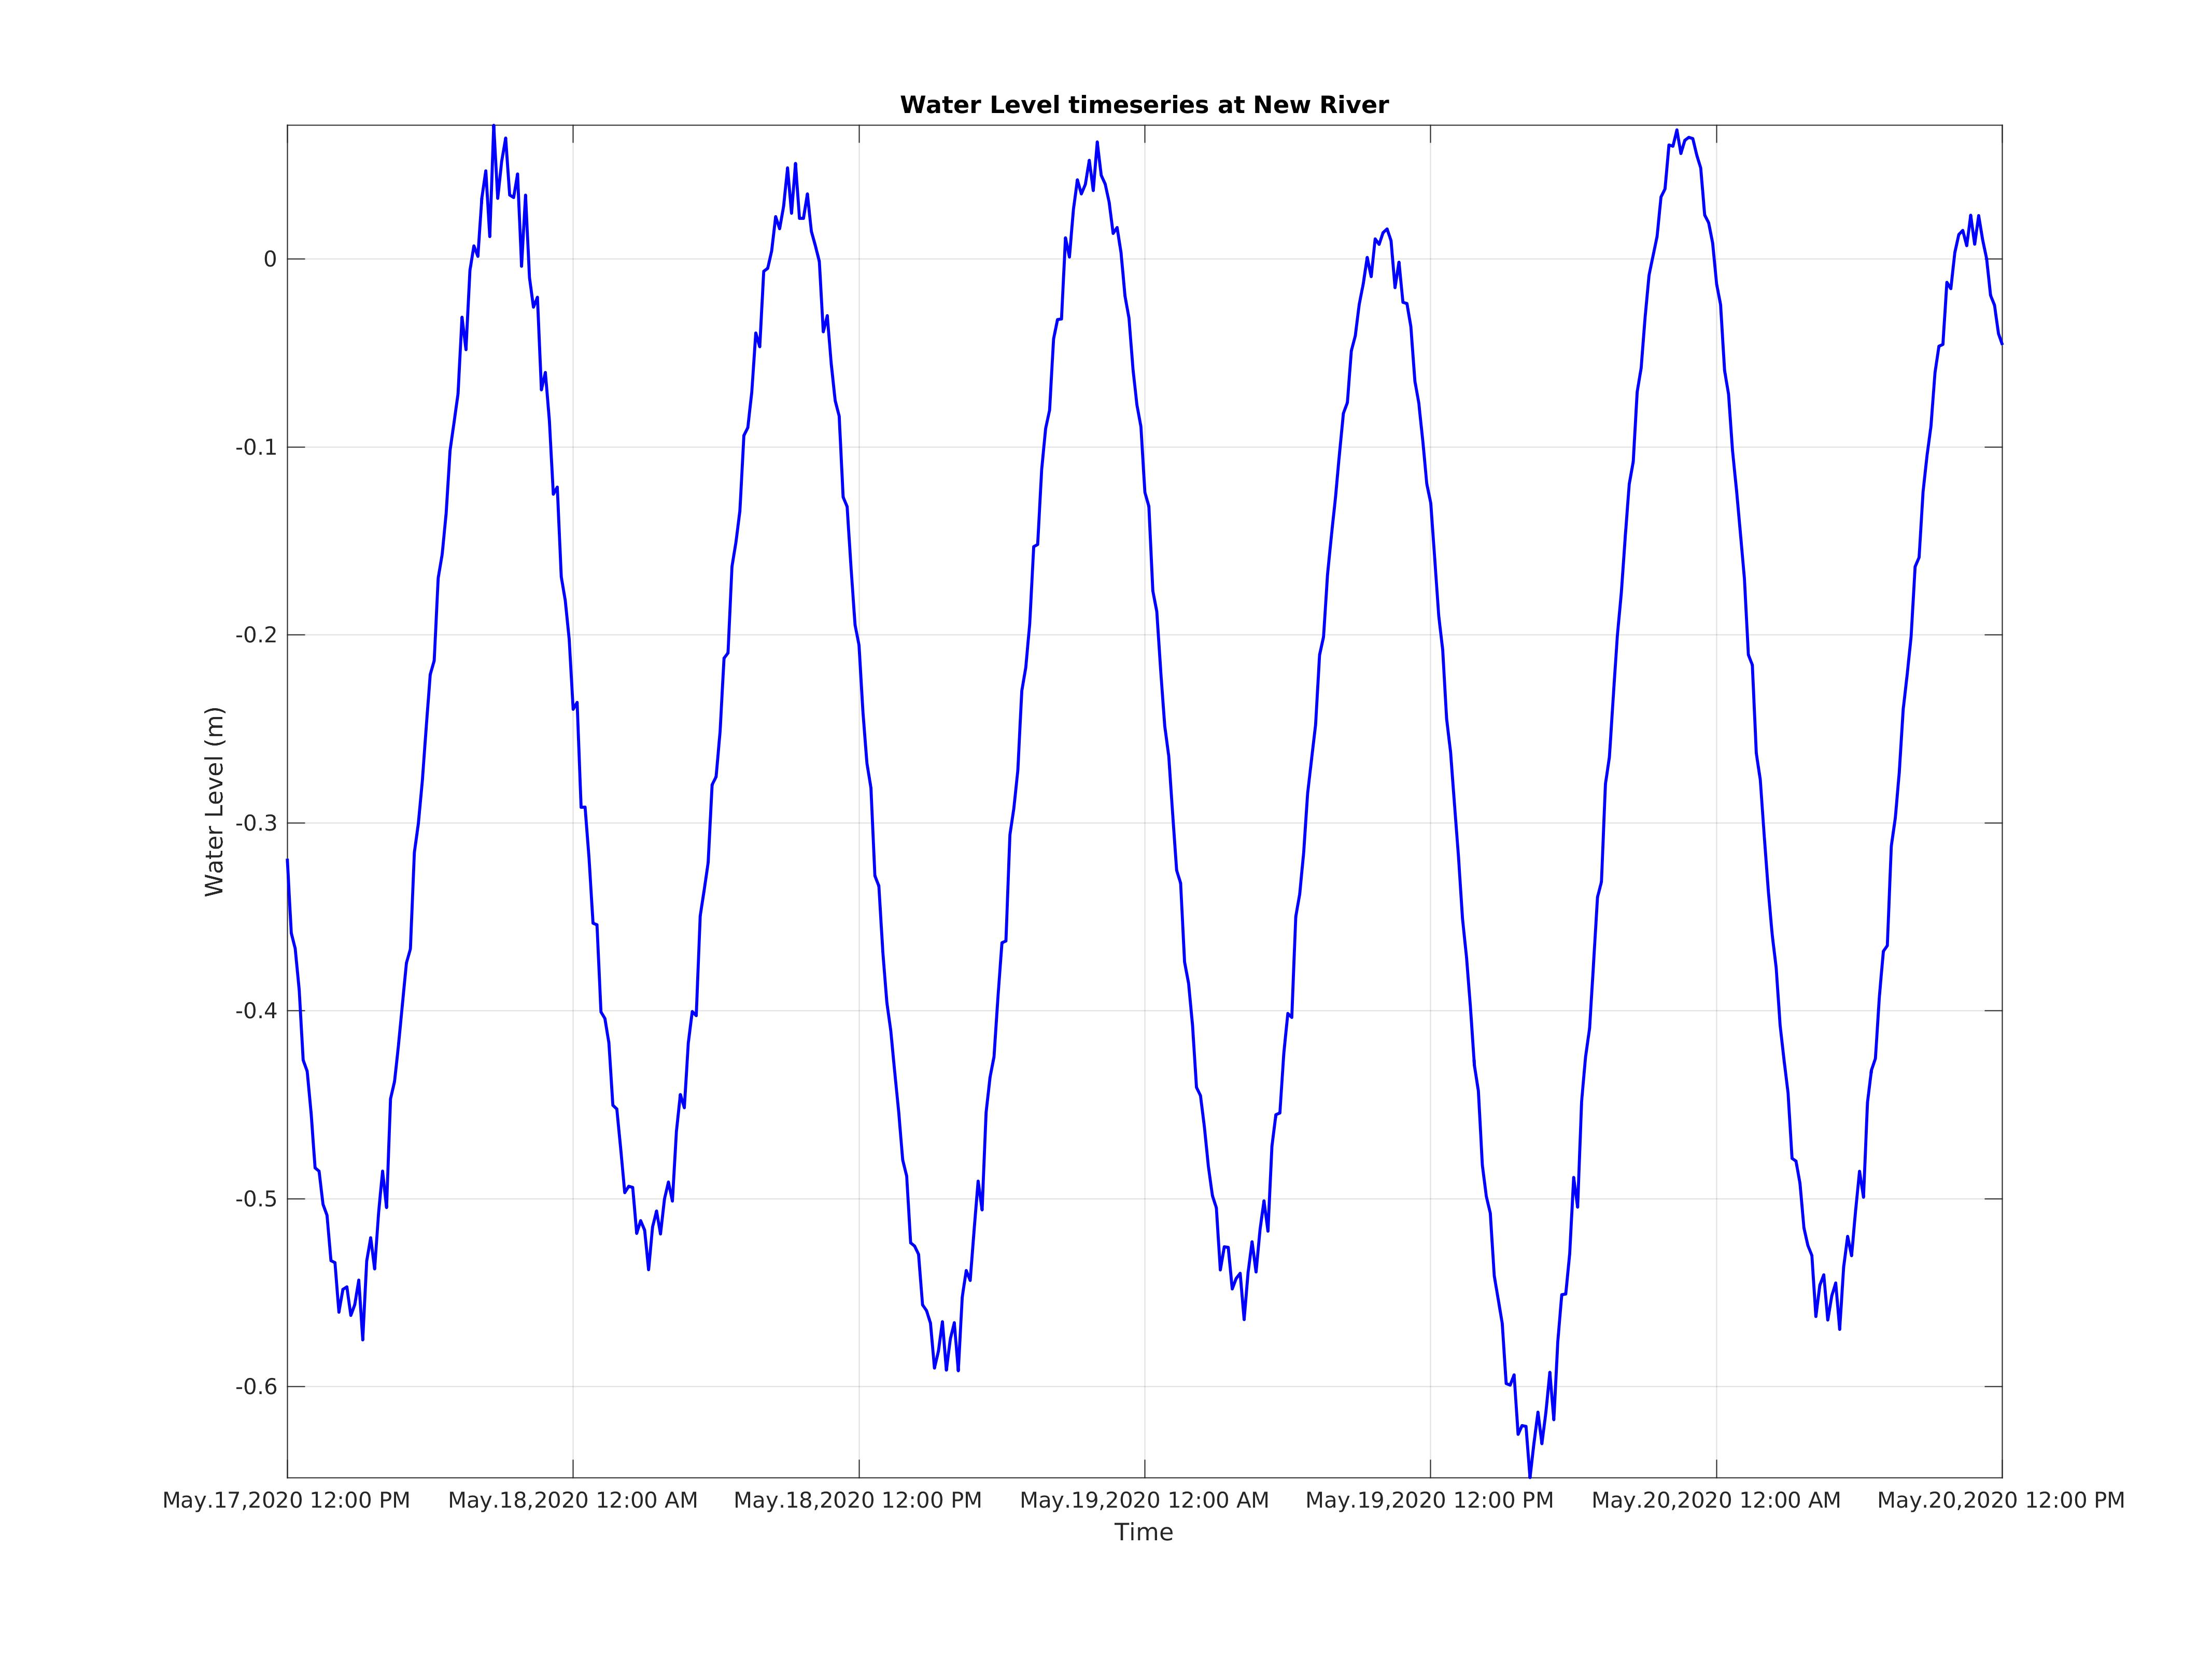 Water Level timeseries at New River
Water Level (m)
0
-0.1
-0.2
-0.3
-0.4
-0.5
-0.6
May.17,2020 12:00 PM
May.18,2020 12:00 AM
May.18,2020 12:00 PM
May.19,2020 12:00 AM
May.19,2020 12:00 PM
May.20,2020 12:00 AM
May.20,2020 12:00 PM
Time